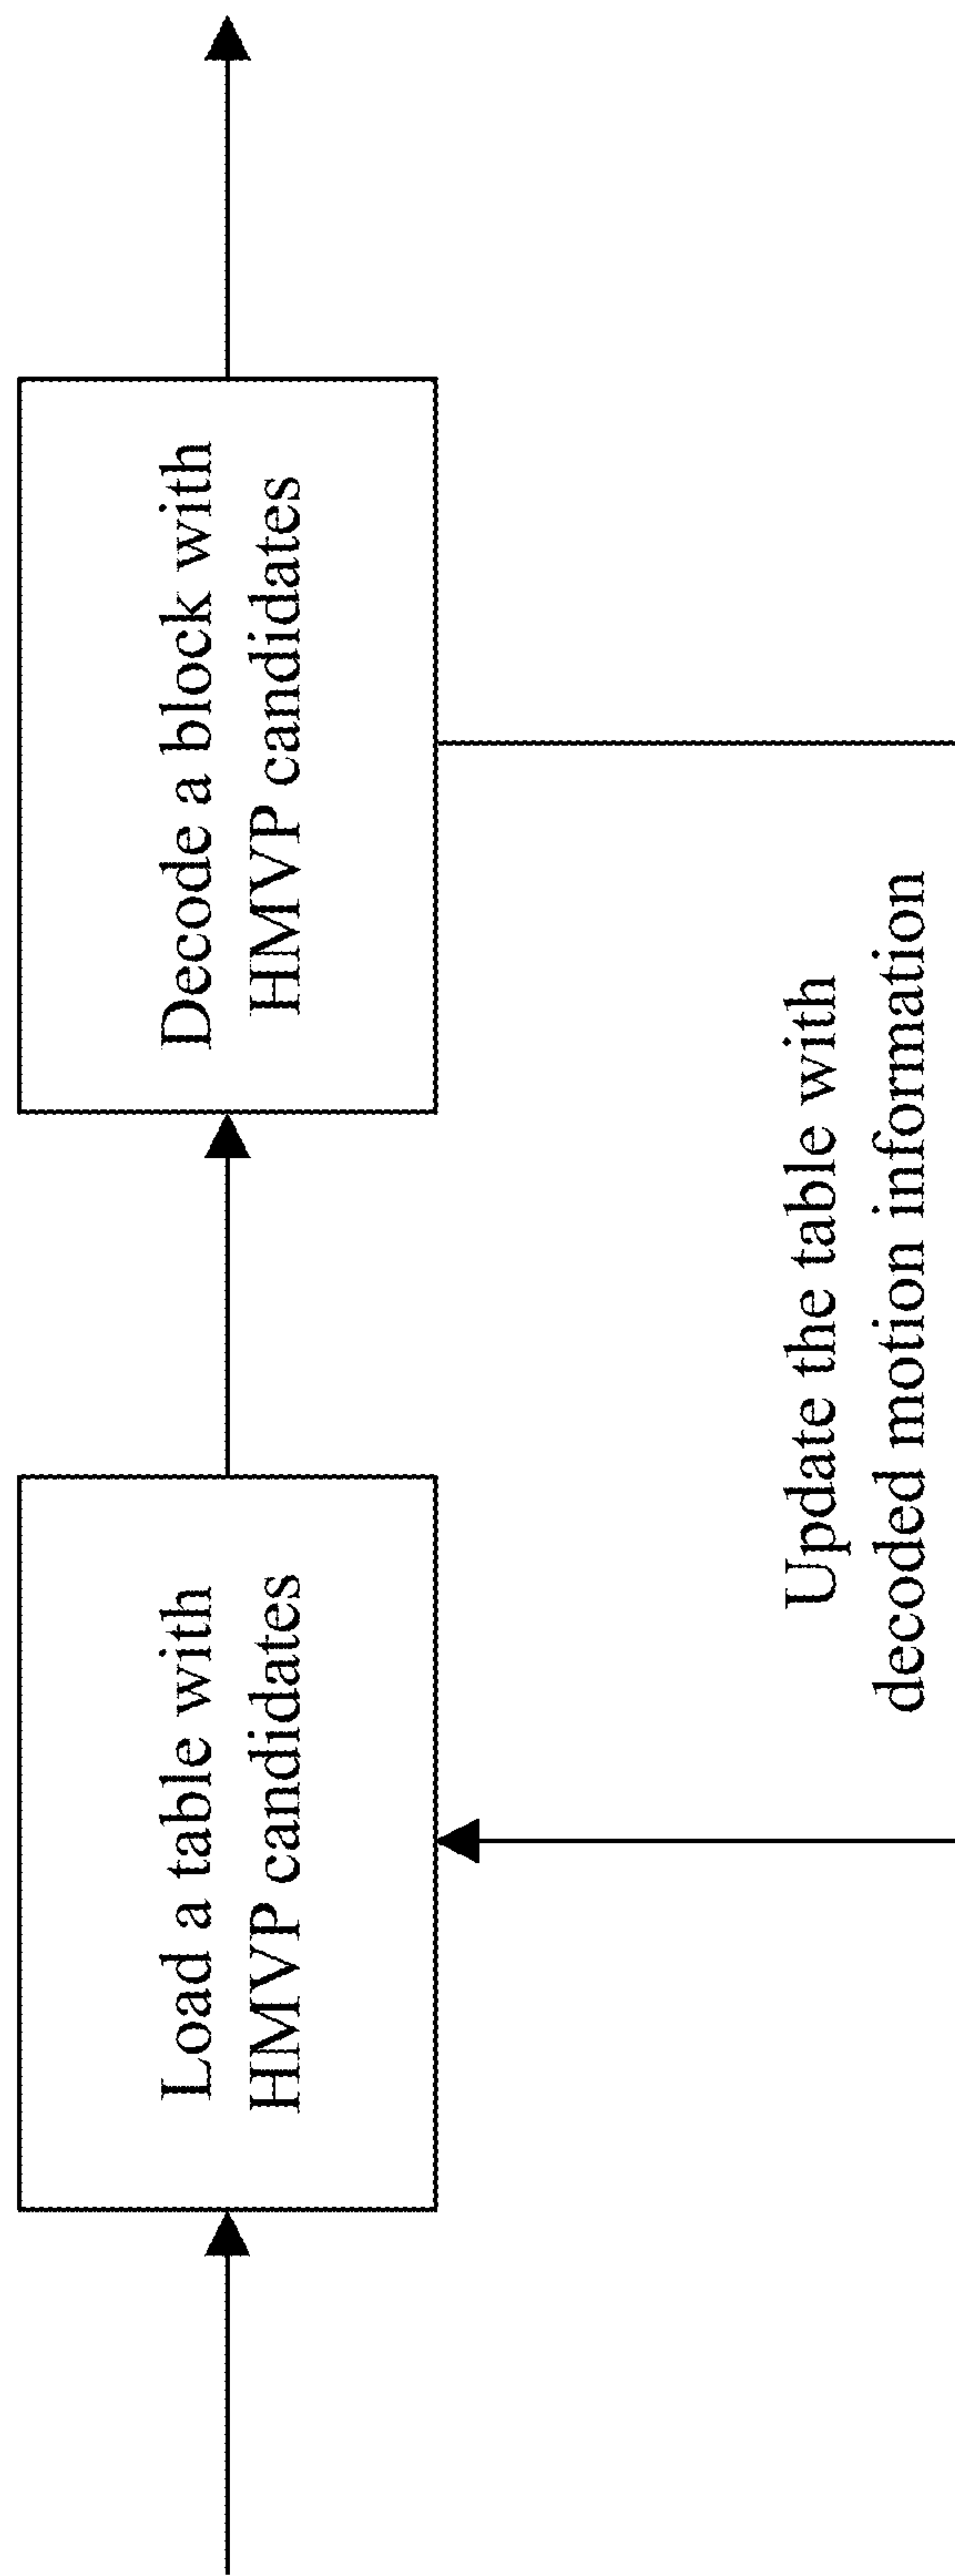 Load a table with
HMVP candidates
Decode a block with
HMVP candidates
Update the table with
decoded motion information